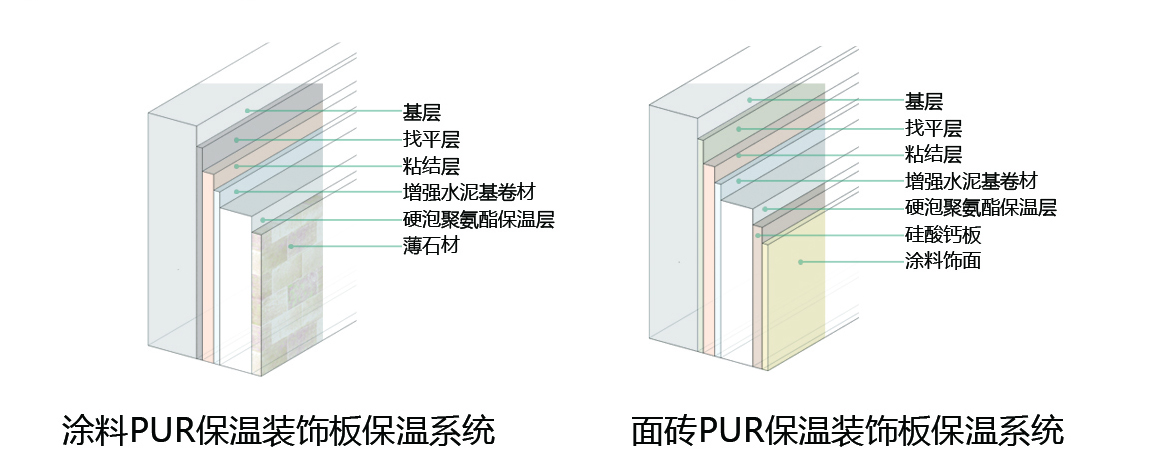 基层
找平层
粘结层
增强水泥基卷材
硬泡聚氨酯保温层
薄石材
涂料PUR保温装饰板保温系统
基层
找平层
粘结层
增强水泥基卷材
硬泡聚氨酯保温层
硅酸钙板
涂料饰面
面砖PUR保温装饰板保温系统